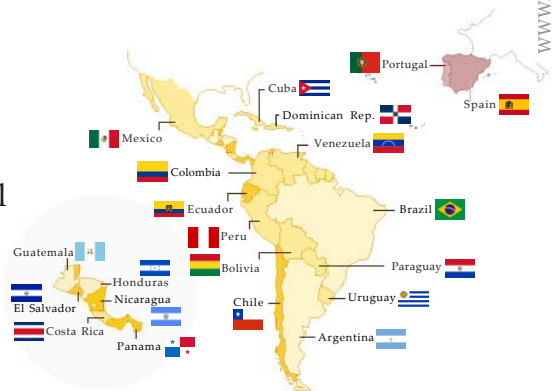 Portugal
Cuba
Spain
Dominican Rep.
Mexico
Venezuela
Colombia
Ecuador
Brazil
Peru
Guatemala
Bolivia
Paraguay
Honduras
El Salvador
Nicaragua
Chile
Uruguay
Costa Rica
Panama
Argentina